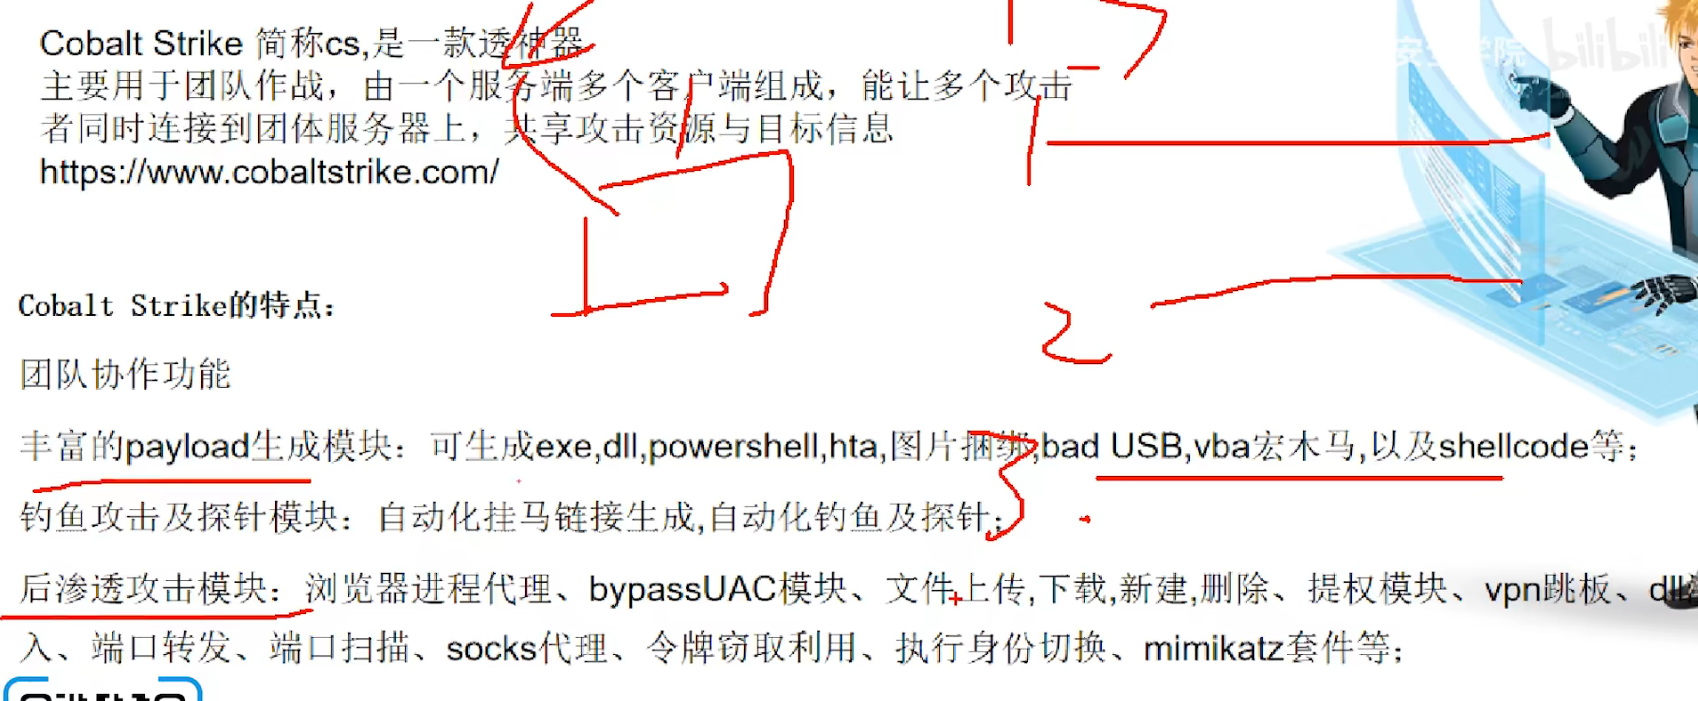 Cobalt Strike 简称cs,是一款透神器
主要用于团队作战，由一个服务端多个客户端组成，能让多个攻击
者同时连接到团体服务器上，共享攻击资源与目标信息
https://www.cobaltstrike.com/
bilibili
1
2
3
Cobalt Strike的特点：
团队协作功能
丰富的payload生成模块：可生成exe,dll,powershell,hta,图片捆绑,bad USB,vba宏木马,以及shellcode等；
钓鱼攻击及探针模块：自动化挂马链接生成,自动化钓鱼及探针；
后渗透攻击模块：浏览器进程代理、bypassUAC模块、文件上传,下载,新建,删除、提权模块、vpn跳板、dll
入、端口转发、端口扫描、socks代理、令牌窃取利用、执行身份切换、mimikatz套件等；